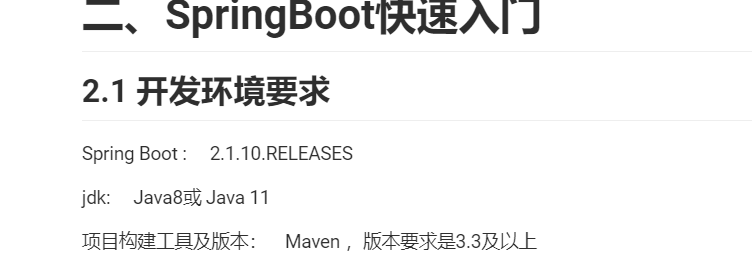 二、SpringBoot快速入门
2.1 开发环境要求
Spring Boot： 2.1.10.RELEASES
jdk: Java8或 Java 11
项目构建工具及版本： Maven ，版本要求是3.3及以上